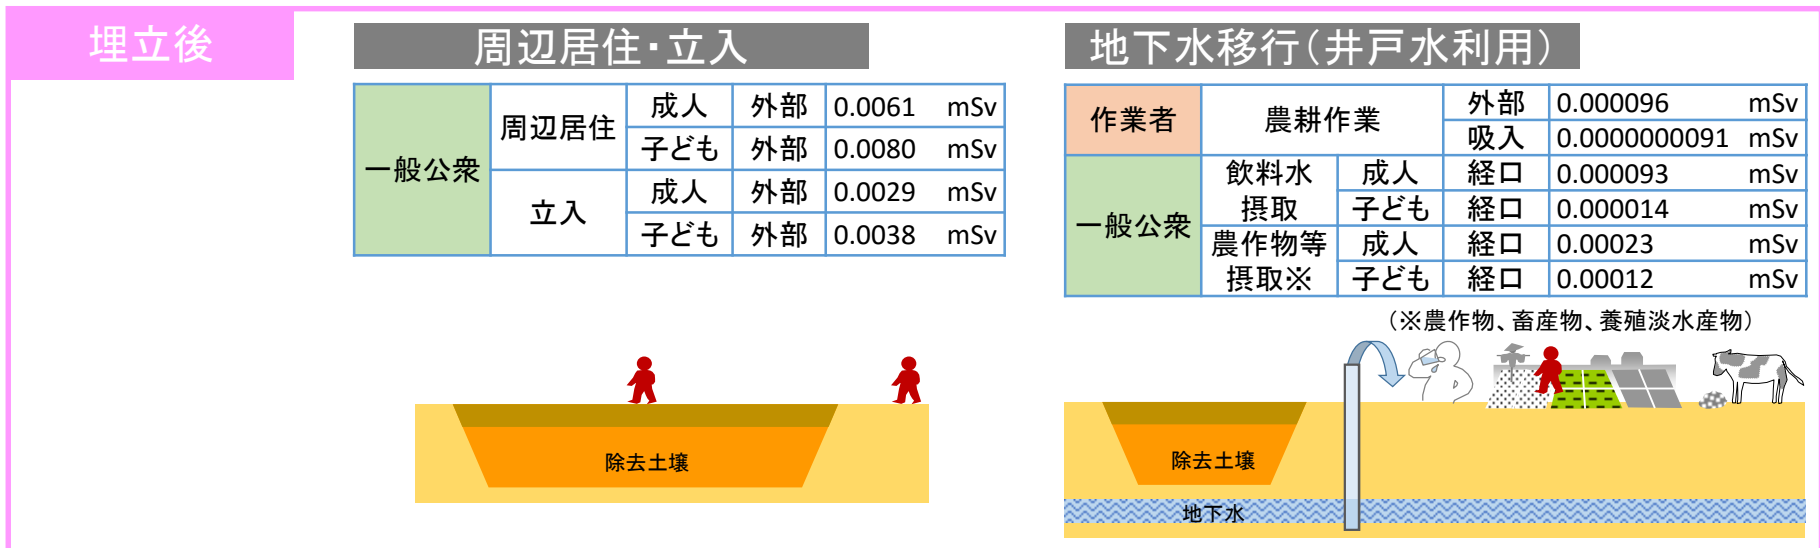 埋立後
周辺居住・立入
一般公衆 周辺居住 成人 外部 0.0061 mSv
子ども 外部 0.0080 mSv
立入 成人 外部 0.0029 mSv
子ども 外部 0.0038 mSv
除去土壌
地下水移行(井戸水利用)
作業者 農耕作業 外部 0.000096 mSv
吸入 0.0000000091 mSv
一般公衆 飲料水摂取 成人 経口 0.000093 mSv
子ども 経口 0.000014 mSv
農作物等摂取※ 成人 経口 0.00023 mSv
子ども 経口 0.00012 mSv
(※農作物、畜産物、養殖淡水産物)
除去土壌
地下水